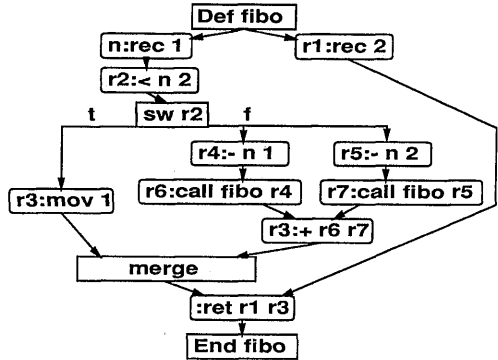 Def fibo
n:rec 1
r1:rec 2
r2:< n 2
t
sw r2
f
r4:- n 1
r5:- n 2
r3:mov 1
r6:call fibo r4
r7:call fibo r5
r3:+ r6 r7
merge
:ret r1 r3
End fibo